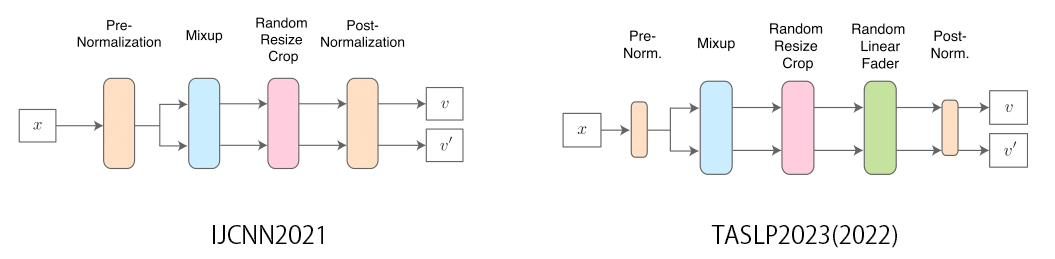 Pre-
Normalization
Mixup
Random
Resize
Crop
Post-
Normalization
x
v
v′
IJCNN2021
Pre-
Norm.
Mixup
Random
Resize
Crop
Random
Linear
Fader
Post-
Norm.
x
v
v′
TASLP2023(2022)